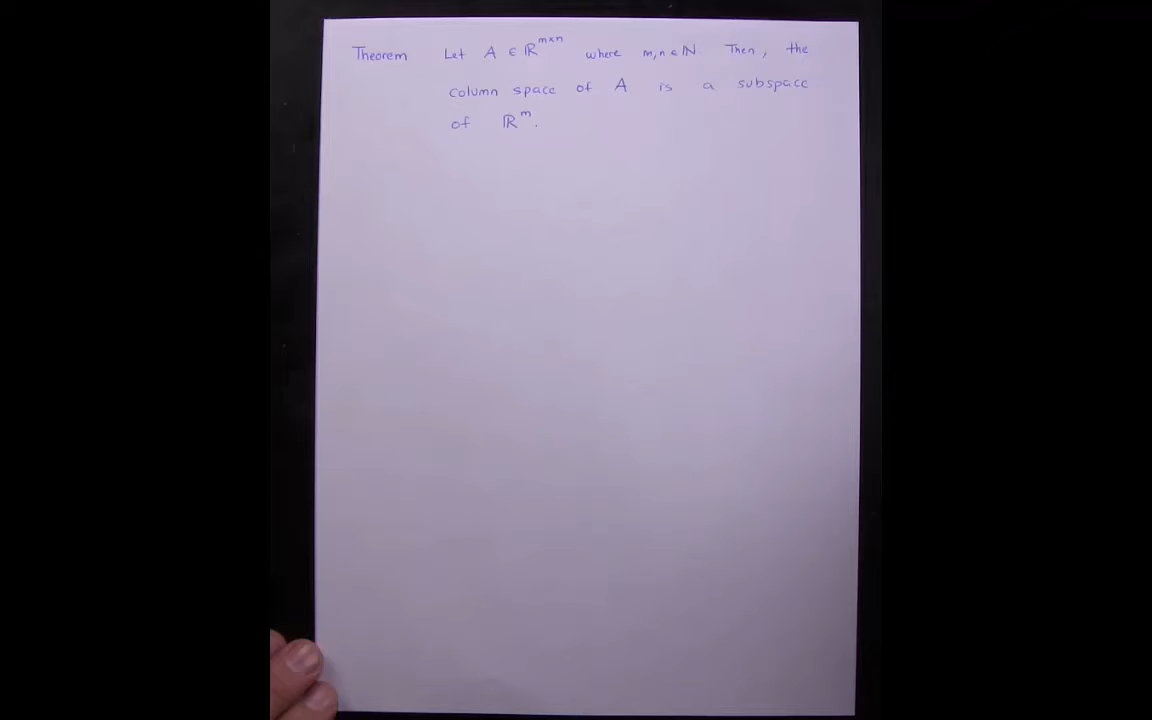 Theorem Let A ∈ ℝ^{m×n} where m, n ∈ ℕ. Then, the
column space of A is a subspace
of ℝ^m.